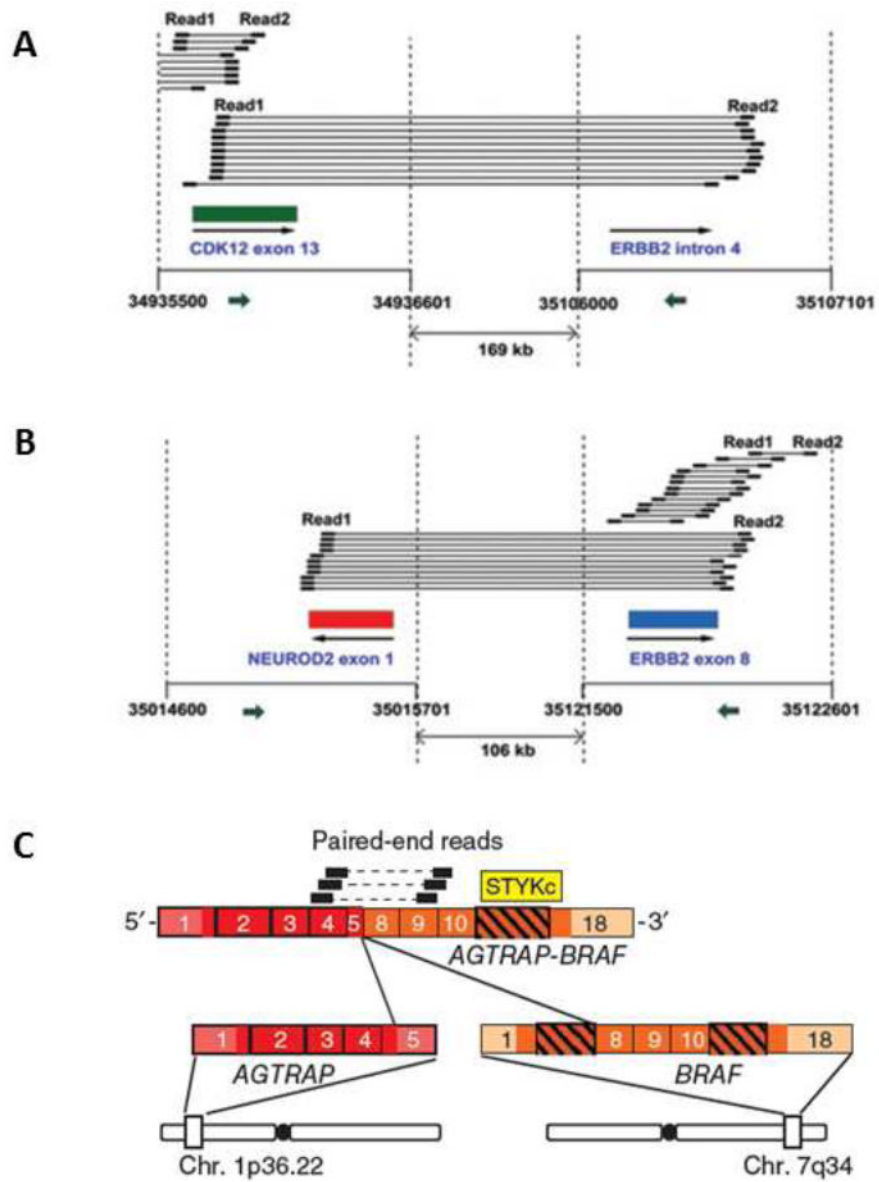 A
Read1 Read2
Read1 Read2
CDK12 exon 13 ERBB2 intron 4
34935500 34936601 35106000 35107101
169 kb
B
Read1 Read2
Read1 Read2
NEUROD2 exon 1 ERBB2 exon 8
35014600 35015701 35121500 35122601
106 kb
C
Paired-end reads
STYKc
5′- 1 2 3 4 5 8 9 10 18 -3′
AGTRAP-BRAF
1 2 3 4 5 1 8 9 10 18
AGTRAP BRAF
Chr. 1p36.22 Chr. 7q34